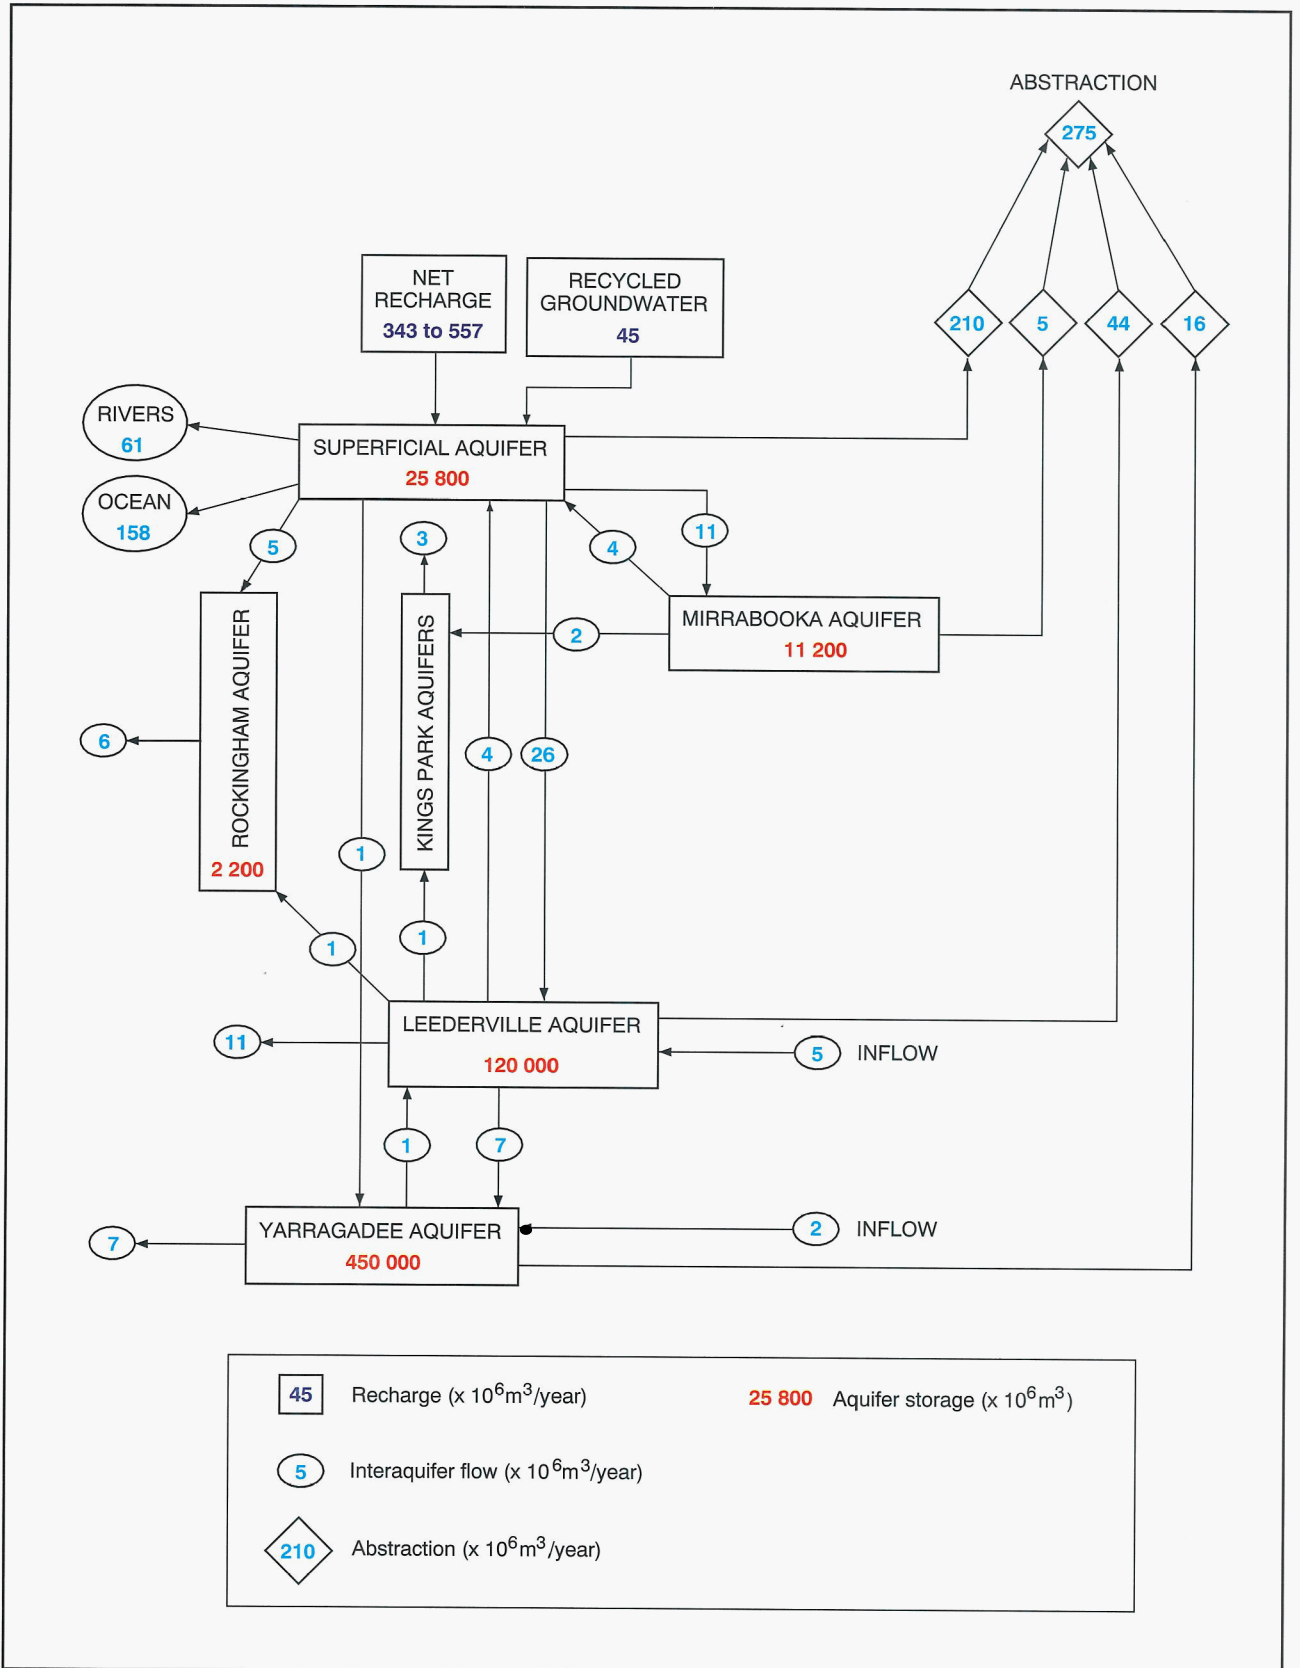 ABSTRACTION
275
NET
RECHARGE
343 to 557
RECYCLED
GROUNDWATER
45
210
5
44
16
RIVERS
61
OCEAN
158
SUPERFICIAL AQUIFER
25 800
5
3
4
11
MIRRABOOKA AQUIFER
11 200
2
ROCKINGHAM AQUIFER
2 200
KINGS PARK AQUIFERS
6
4
26
1
1
1
LEEDERVILLE AQUIFER
120 000
11
5 INFLOW
1
7
YARRAGADEE AQUIFER
450 000
7
2 INFLOW
45 Recharge (x 10⁶m³/year)
25 800 Aquifer storage (x 10⁶m³)
5 Interaquifer flow (x 10⁶m³/year)
210 Abstraction (x 10⁶m³/year)